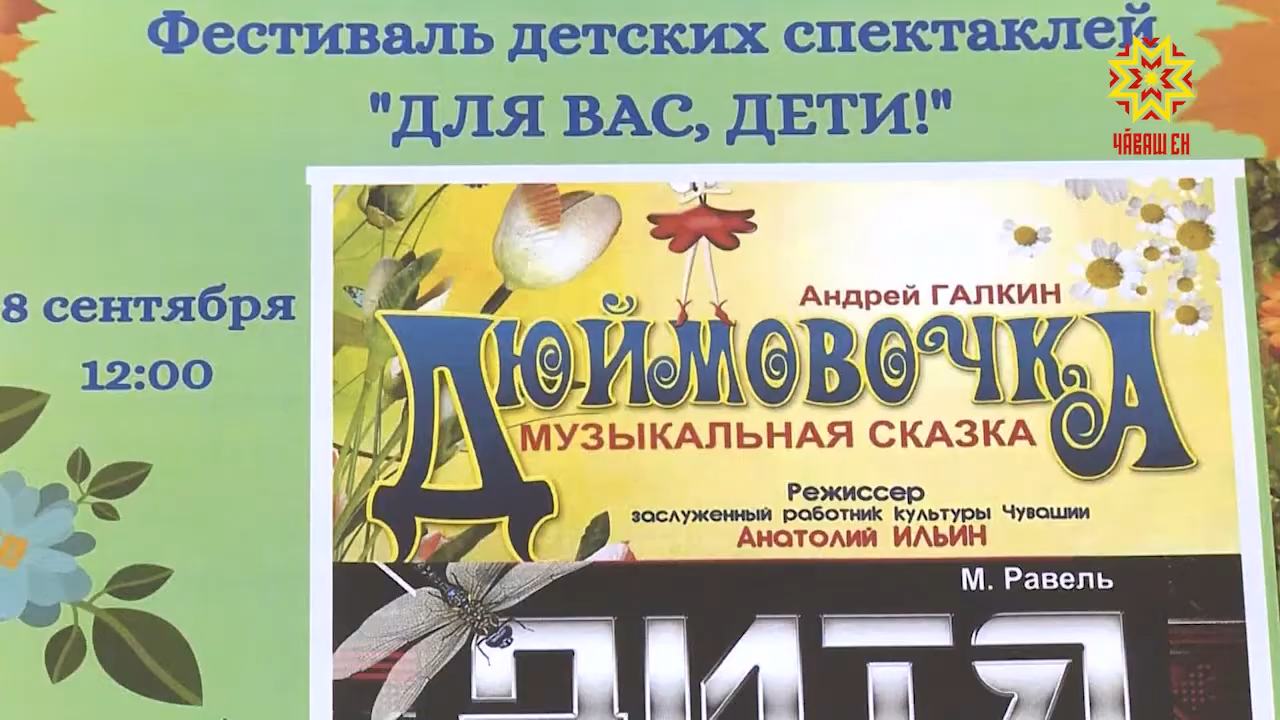 Фестиваль детских спектаклей
"ДЛЯ ВАС, ДЕТИ!"
ЧӐВАШ ЕН
8 сентября
12:00
Андрей ГАЛКИН
ДЮЙМОВОЧКА
МУЗЫКАЛЬНАЯ СКАЗКА
Режиссер
заслуженный работник культуры Чувашии
Анатолий ИЛЬИН
М. Равель